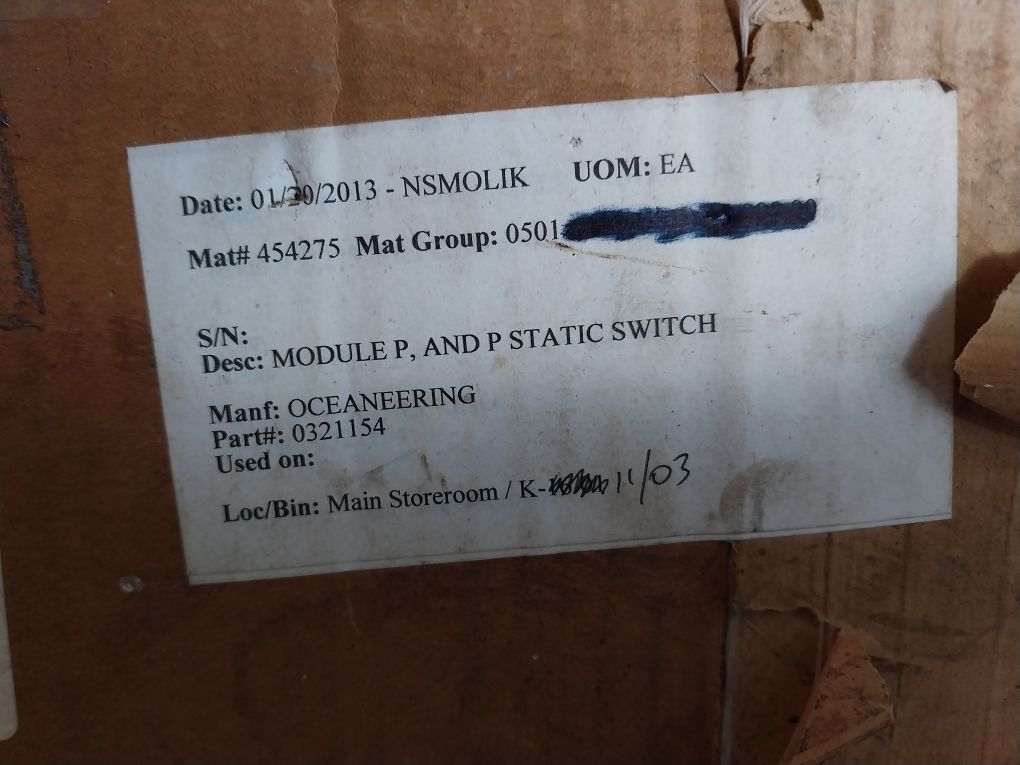 Date: 01/20/2013 - NSMOLIK UOM: EA
Mat# 454275 Mat Group: 0501
S/N:
Desc: MODULE P, AND P STATIC SWITCH
Manf: OCEANEERING
Part#: 0321154
Used on:
Loc/Bin: Main Storeroom / K- 11/03